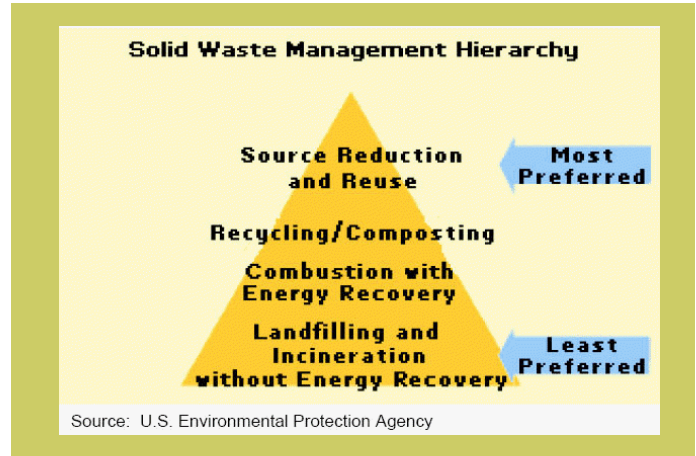 Solid Waste Management Hierarchy
Source Reduction
and Reuse
Most
Preferred
Recycling/Composting
Combustion with
Energy Recovery
Landfilling and
Incineration
without Energy Recovery
Least
Preferred
Source: U.S. Environmental Protection Agency